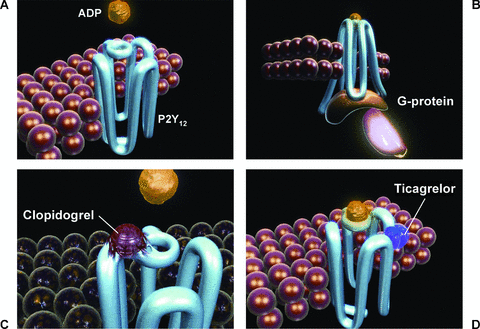 A
ADP
P2Y12
B
G-protein
C
Clopidogrel
Ticagrelor
D